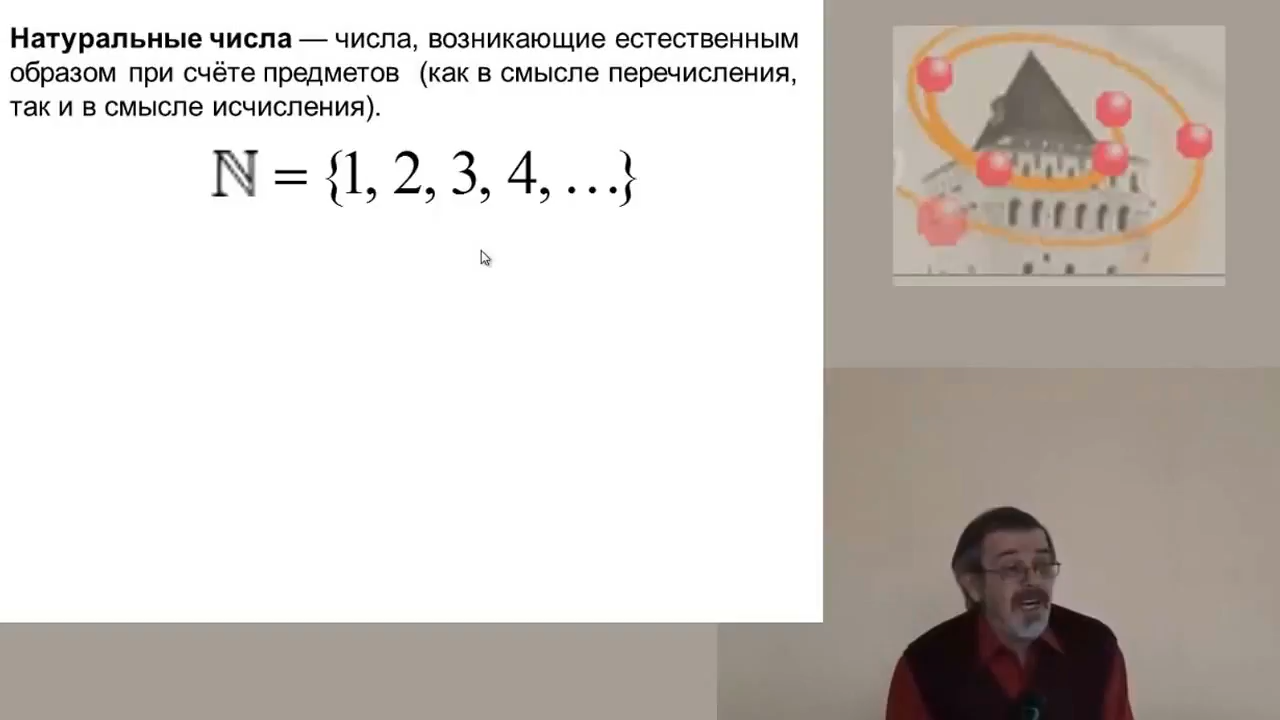 Натуральные числа — числа, возникающие естественным
образом при счёте предметов (как в смысле перечисления,
так и в смысле исчисления).
ℕ = {1, 2, 3, 4, …}